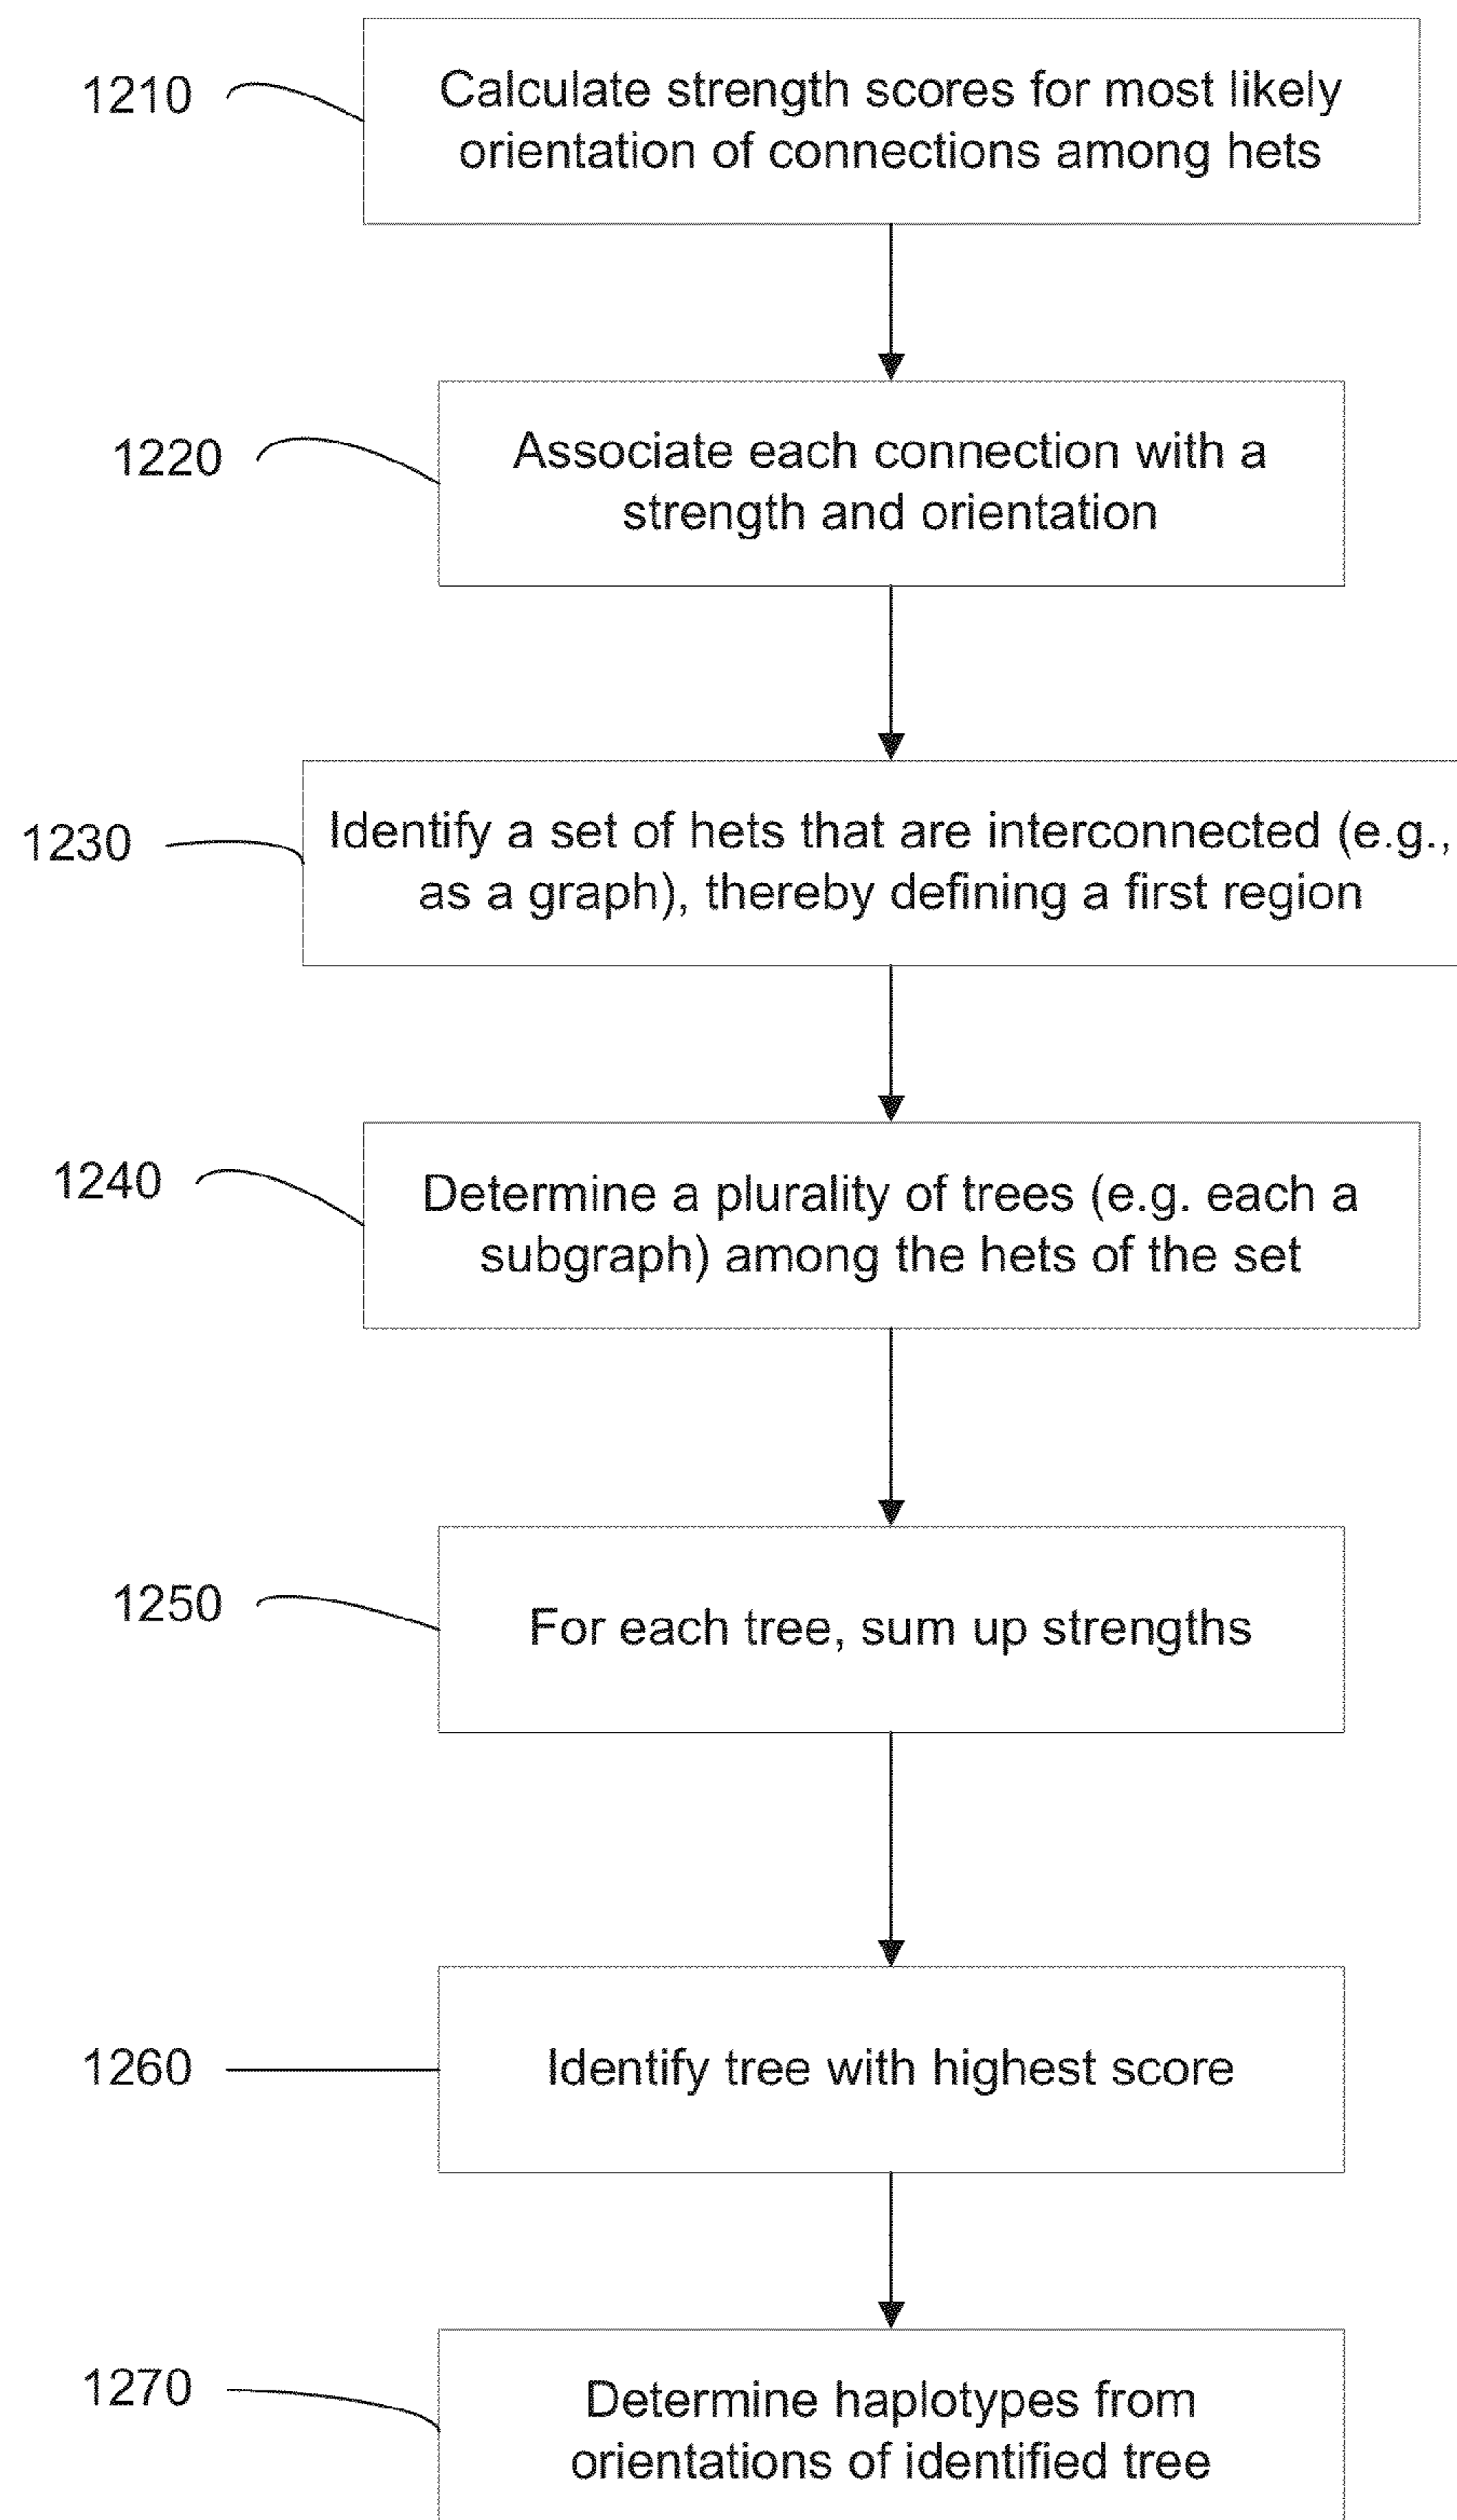 1210
Calculate strength scores for most likely
orientation of connections among hets
1220
Associate each connection with a
strength and orientation
1230
Identify a set of hets that are interconnected (e.g.,
as a graph), thereby defining a first region
1240
Determine a plurality of trees (e.g. each a
subgraph) among the hets of the set
1250
For each tree, sum up strengths
1260
Identify tree with highest score
1270
Determine haplotypes from
orientations of identified tree